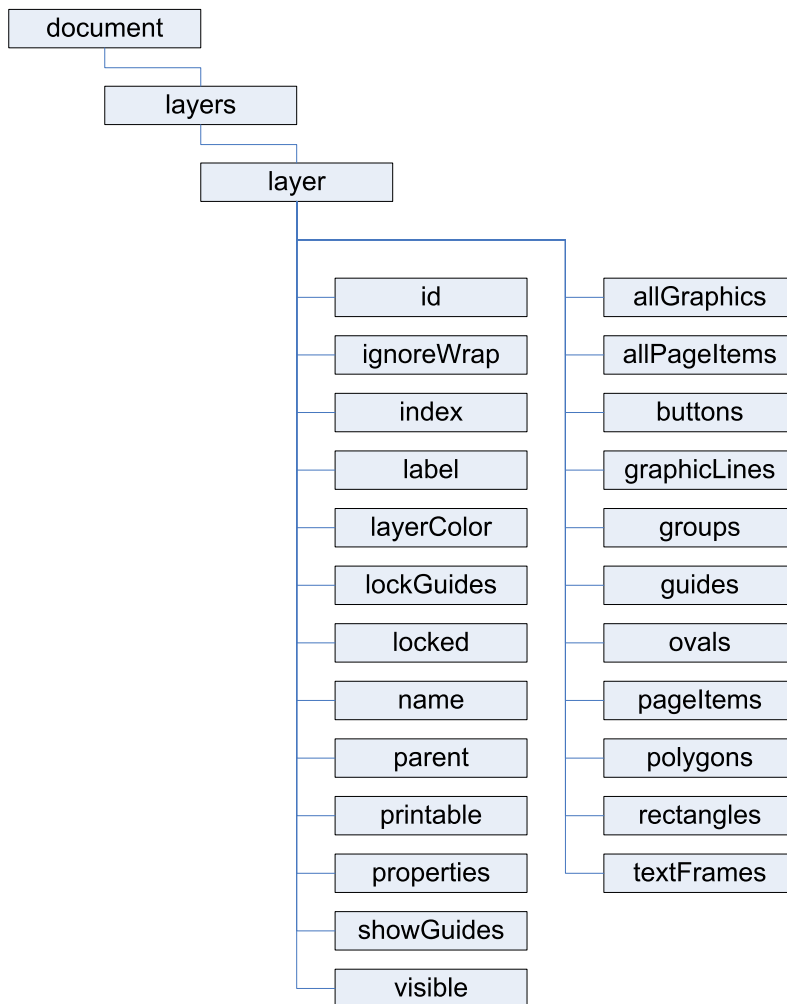 document
layers
layer
id
ignoreWrap
index
label
layerColor
lockGuides
locked
name
parent
printable
properties
showGuides
visible
allGraphics
allPageItems
buttons
graphicLines
groups
guides
ovals
pageItems
polygons
rectangles
textFrames